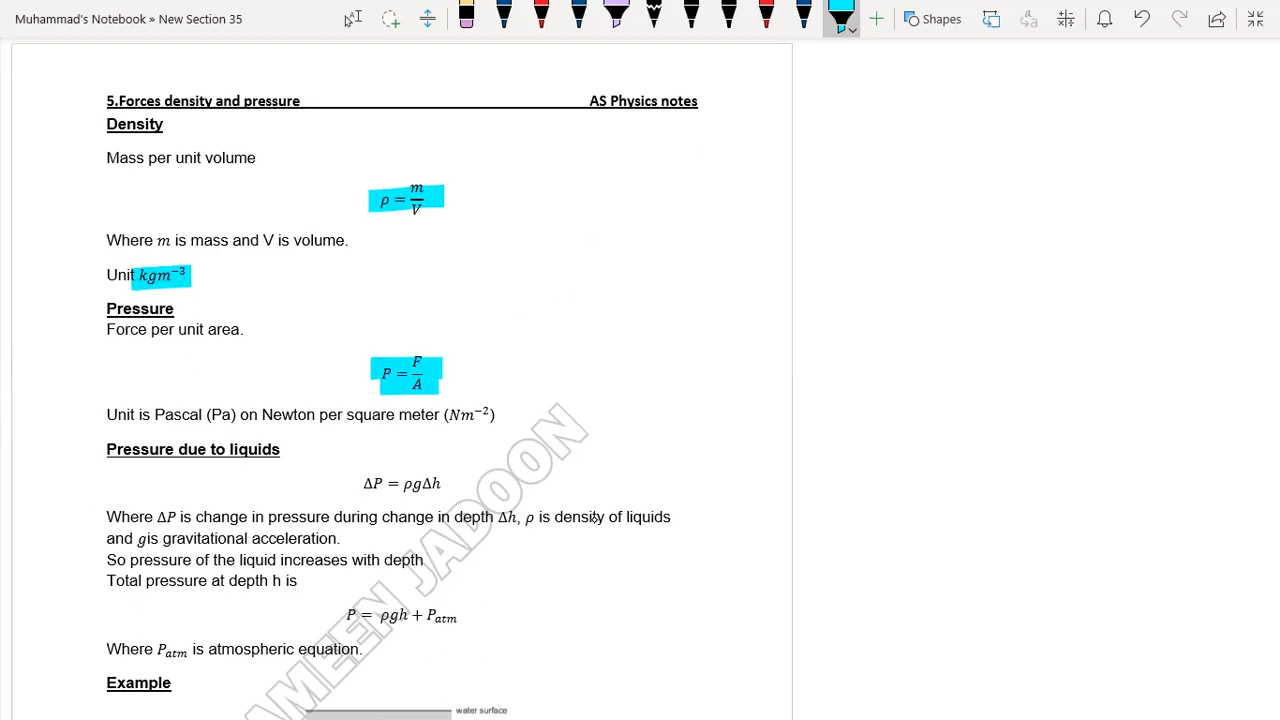 Muhammad's Notebook » New Section 35
Shapes
5.Forces density and pressure AS Physics notes
Density
Mass per unit volume
ρ = m/V
Where m is mass and V is volume.
Unit kgm⁻³
Pressure
Force per unit area.
P = F/A
Unit is Pascal (Pa) on Newton per square meter (Nm⁻²)
Pressure due to liquids
ΔP = ρgΔh
Where ΔP is change in pressure during change in depth Δh, ρ is density of liquids
and gis gravitational acceleration.
So pressure of the liquid increases with depth
Total pressure at depth h is
P = ρgh + Pₐₜₘ
Where Pₐₜₘ is atmospheric equation.
Example
water surface
AMEEN JADOON